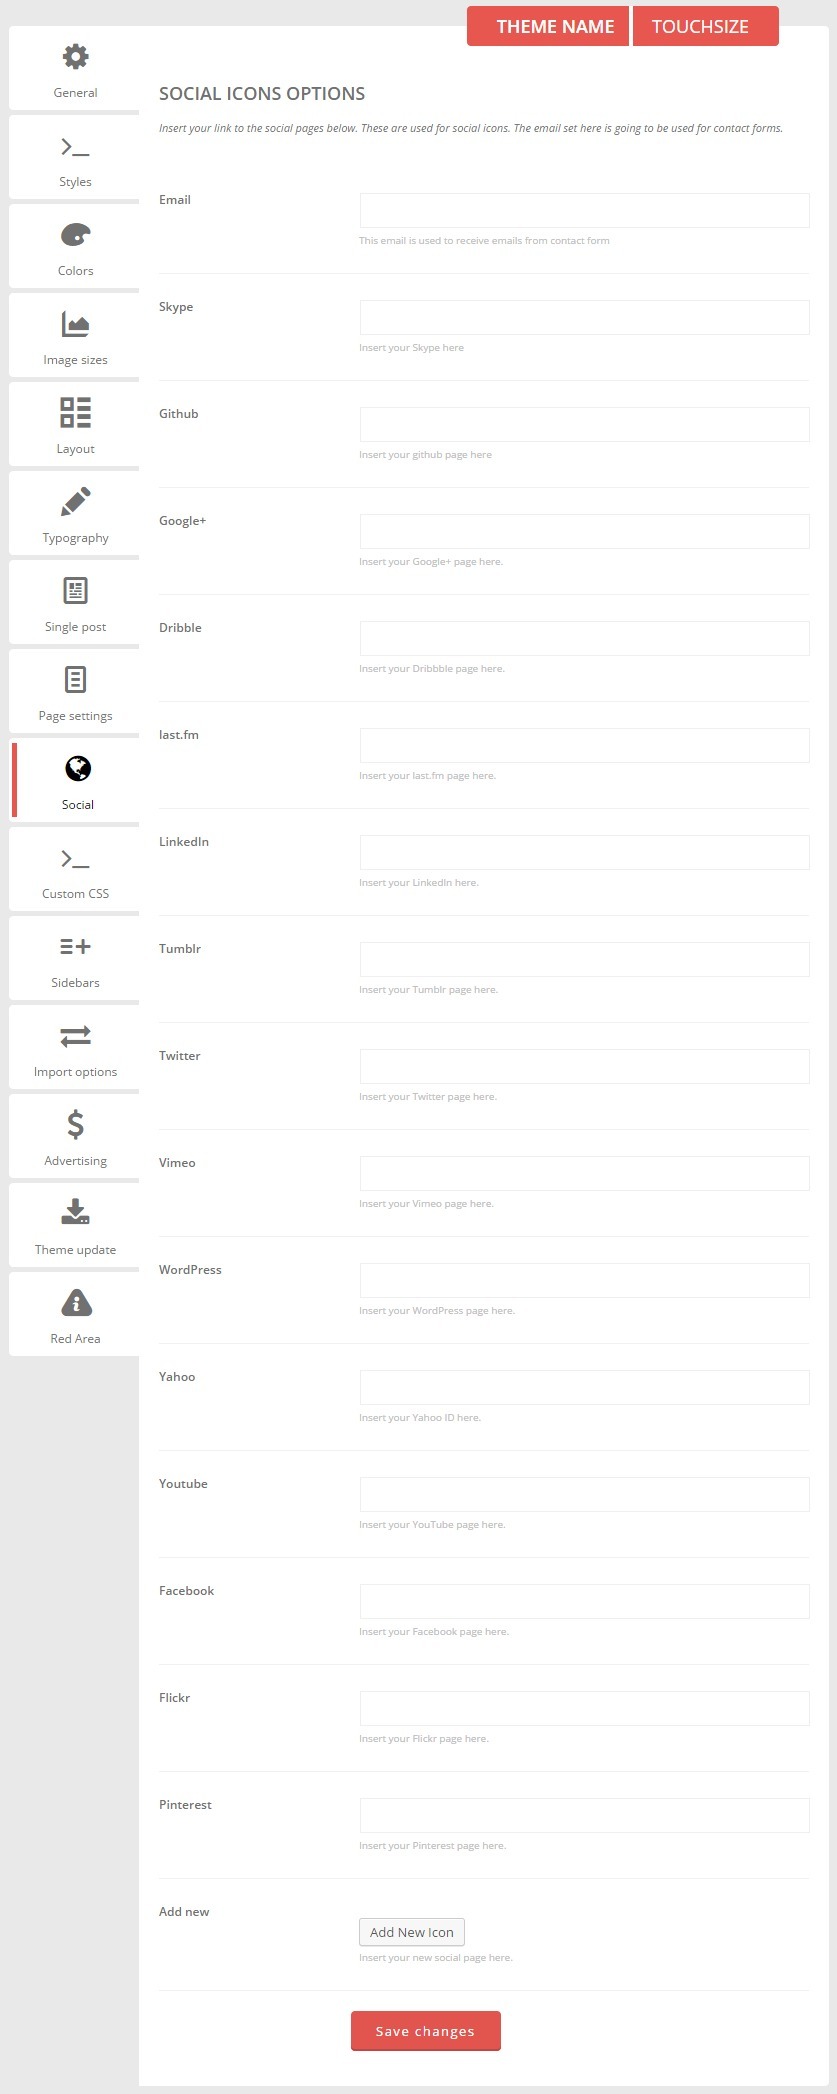 THEME NAME TOUCHSIZE
General
Styles
Colors
Image sizes
Layout
Typography
Single post
Page settings
Social
Custom CSS
Sidebars
Import options
Advertising
Theme update
Red Area
SOCIAL ICONS OPTIONS
Insert your link to the social pages below. These are used for social icons. The email set here is going to be used for contact forms.
Email
This email is used to receive emails from contact form
Skype
Insert your Skype here
Github
Insert your github page here
Google+
Insert your Google+ page here.
Dribble
Insert your Dribbble page here.
last.fm
Insert your last.fm page here.
LinkedIn
Insert your LinkedIn here.
Tumblr
Insert your Tumblr page here.
Twitter
Insert your Twitter page here.
Vimeo
Insert your Vimeo page here.
WordPress
Insert your WordPress page here.
Yahoo
Insert your Yahoo ID here.
Youtube
Insert your YouTube page here.
Facebook
Insert your Facebook page here.
Flickr
Insert your Flickr page here.
Pinterest
Insert your Pinterest page here.
Add new
Add New Icon
Insert your new social page here.
Save changes